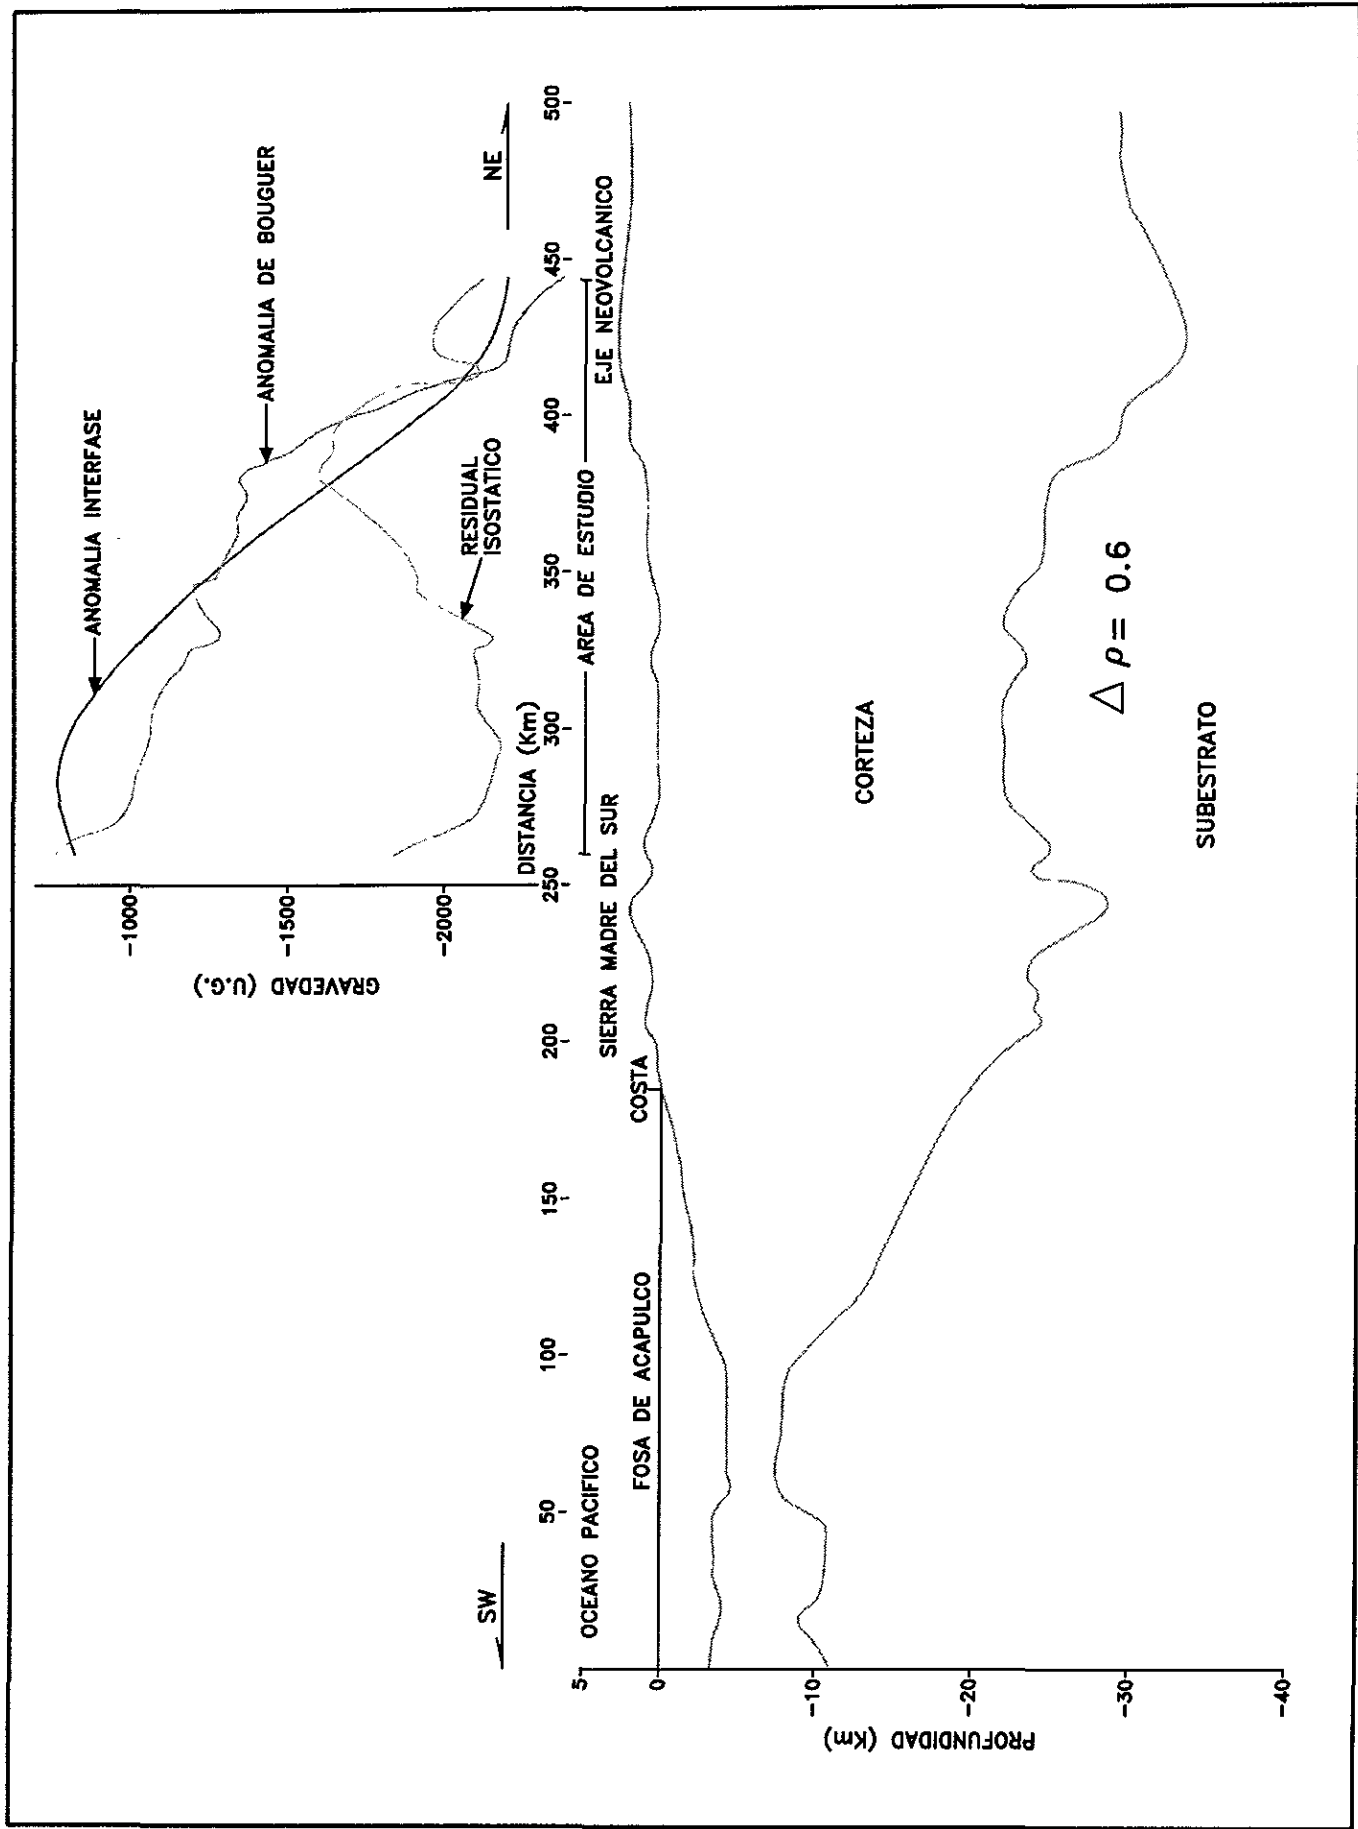 ANOMALIA INTERFASE
ANOMALIA DE BOUGUER
RESIDUAL
ISOSTATICO
GRAVEDAD (U.G.)
-1000
-1500
-2000
SW
NE
DISTANCIA (Km)
50
100
150
200
250
300
350
400
450
500
AREA DE ESTUDIO
OCEANO PACIFICO
SIERRA MADRE DEL SUR
EJE NEOVOLCANICO
FOSA DE ACAPULCO
COSTA
PROFUNDIDAD (Km)
5
0
-10
-20
-30
-40
CORTEZA
△ ρ = 0.6
SUBESTRATO